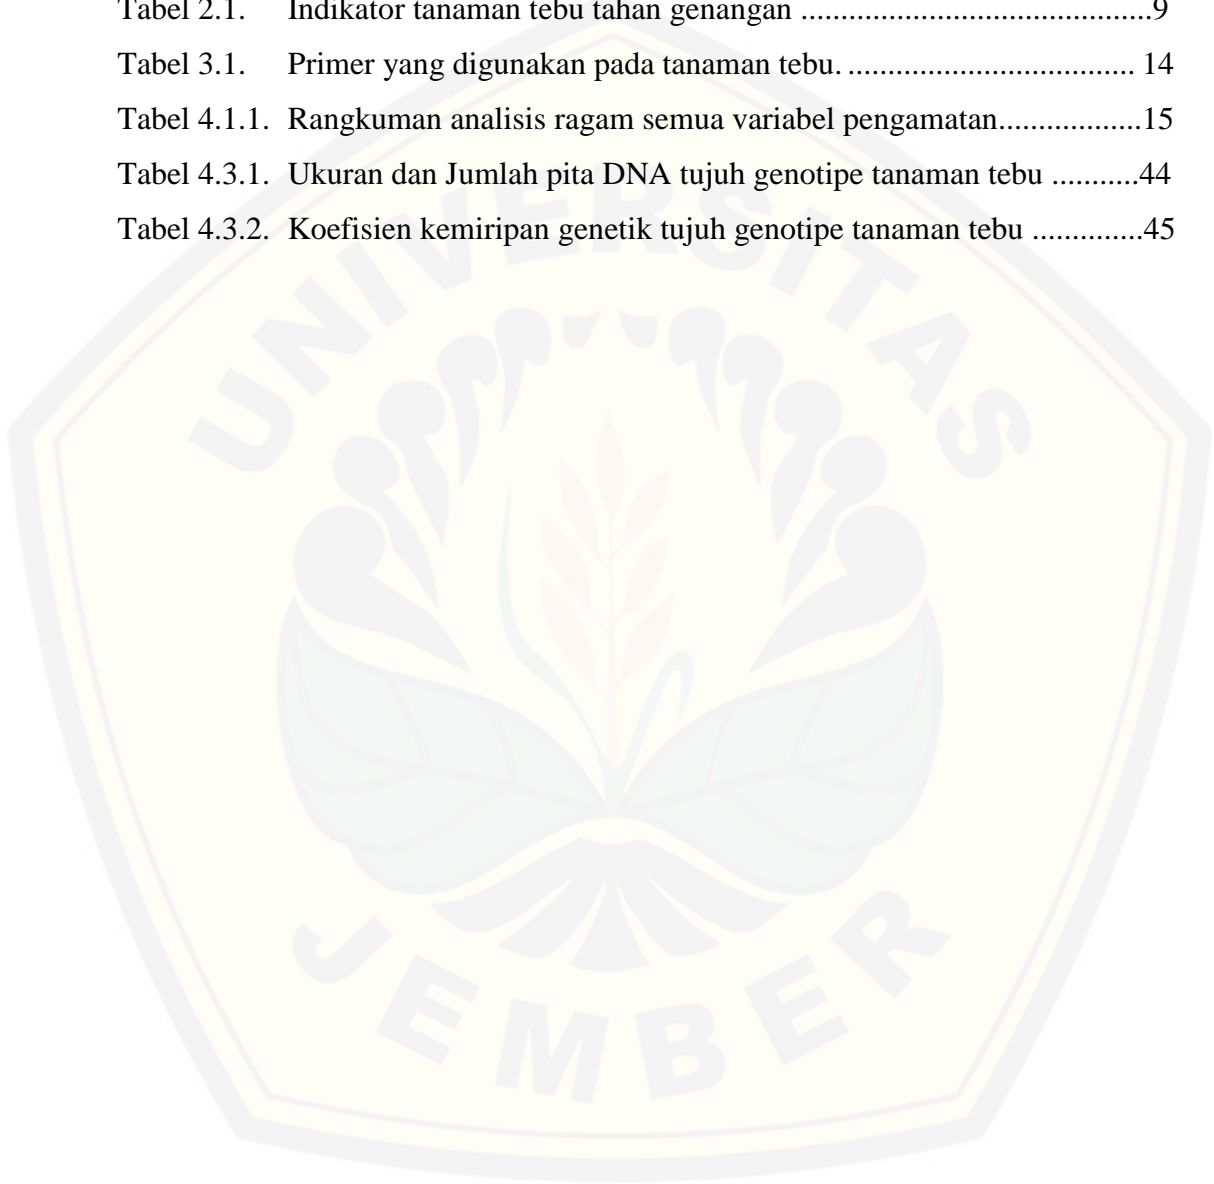 Tabel 2.1. Indikator tanaman tebu tahan genangan ...........................................9
Tabel 3.1. Primer yang digunakan pada tanaman tebu. ................................... 14
Tabel 4.1.1. Rangkuman analisis ragam semua variabel pengamatan..................15
Tabel 4.3.1. Ukuran dan Jumlah pita DNA tujuh genotipe tanaman tebu ...........44
Tabel 4.3.2. Koefisien kemiripan genetik tujuh genotipe tanaman tebu ..............45
UNIVERSITAS
JEMBER